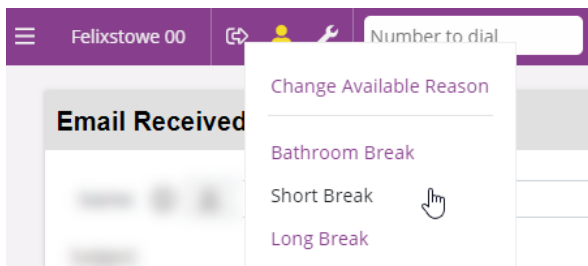 Felixstowe 00
Number to dial
Change Available Reason
Email Received
Bathroom Break
Short Break
Long Break